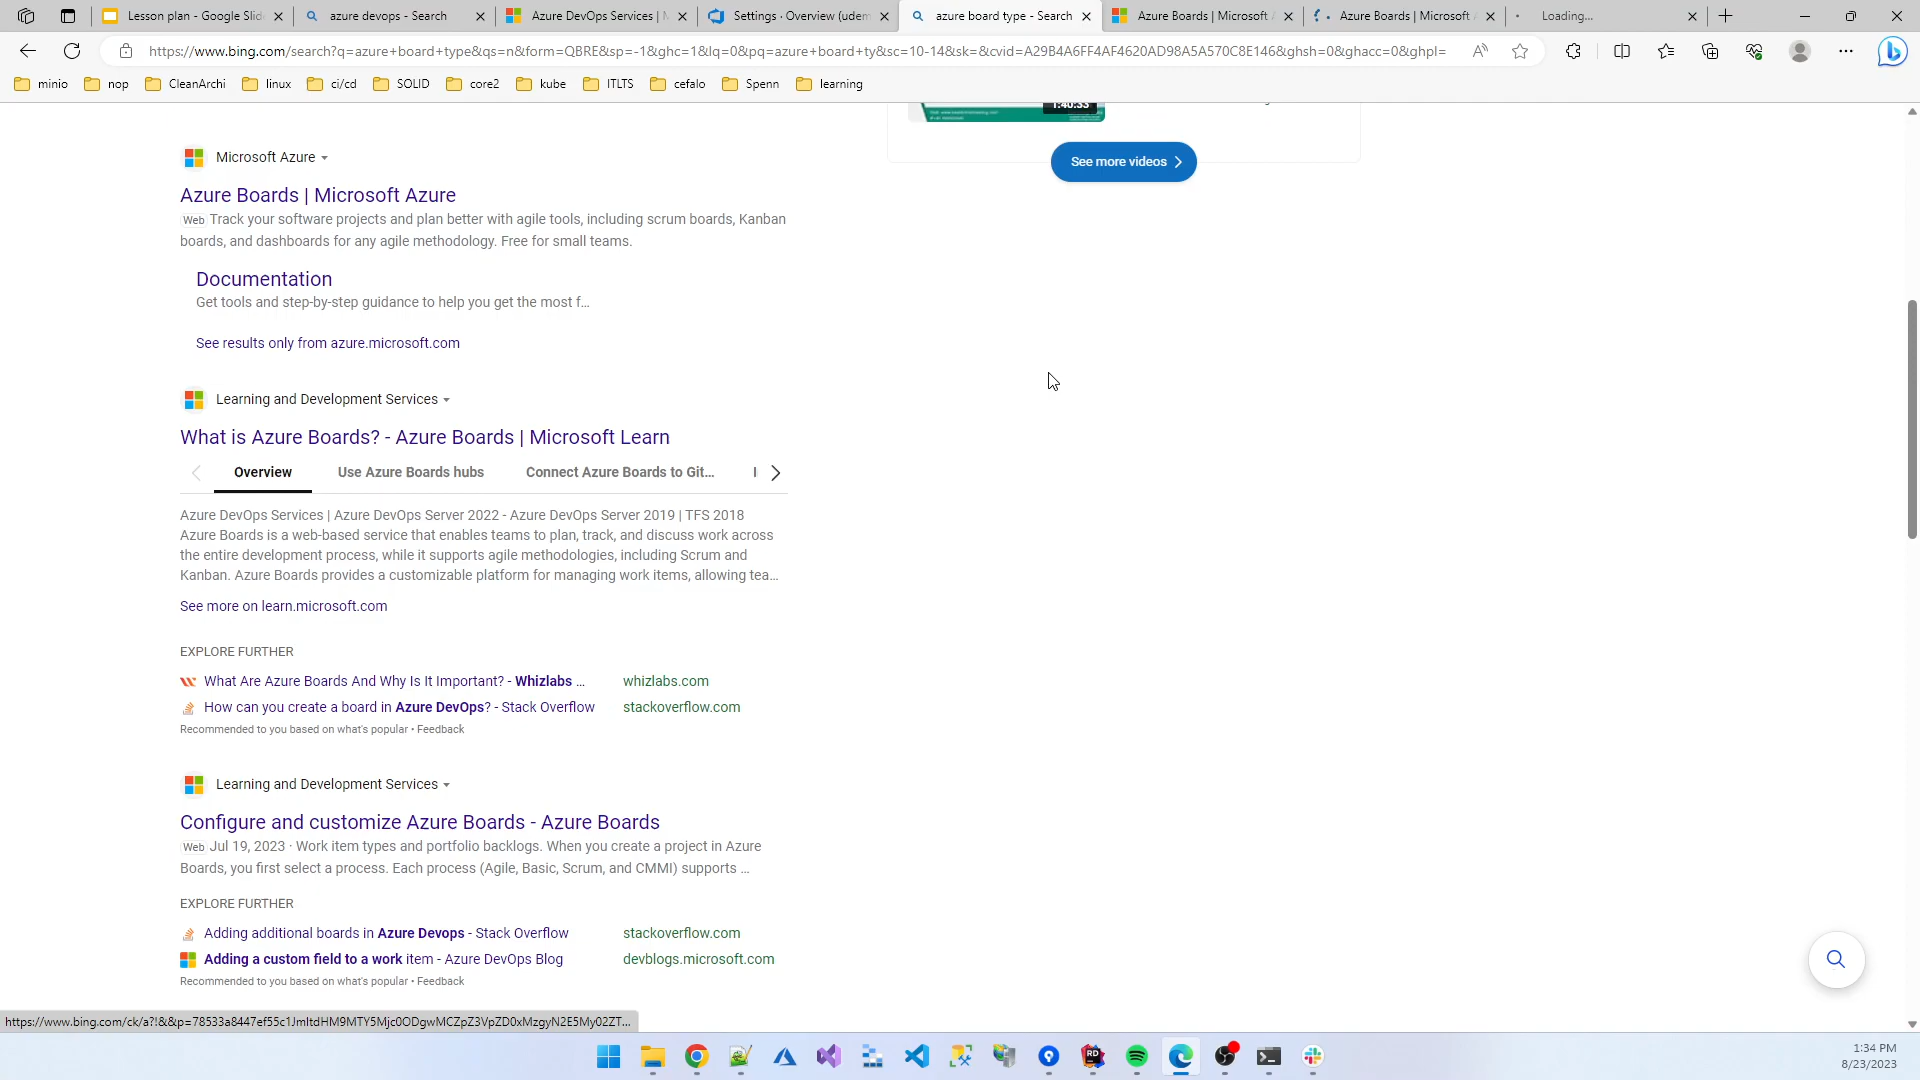 Lesson plan - Google Slid
azure devops - Search
Azure DevOps Services | M
Settings · Overview (udem
azure board type - Search
Azure Boards | Microsoft A
Azure Boards | Microsoft A
Loading...
https://www.bing.com/search?q=azure+board+type&qs=n&form=QBRE&sp=-1&ghc=1&lq=0&pq=azure+board+ty&sc=10-14&sk=&cvid=A29B4A6FF4AF4620AD98A5A570C8E146&ghsh=0&ghacc=0&ghpl=
minio
nop
CleanArchi
linux
ci/cd
SOLID
core2
kube
ITLTS
cefalo
Spenn
learning
1:40:33
See more videos
Microsoft Azure
Azure Boards | Microsoft Azure
Web Track your software projects and plan better with agile tools, including scrum boards, Kanban
boards, and dashboards for any agile methodology. Free for small teams.
Documentation
Get tools and step-by-step guidance to help you get the most f...
See results only from azure.microsoft.com
Learning and Development Services
What is Azure Boards? - Azure Boards | Microsoft Learn
Overview
Use Azure Boards hubs
Connect Azure Boards to Git...
Azure DevOps Services | Azure DevOps Server 2022 - Azure DevOps Server 2019 | TFS 2018
Azure Boards is a web-based service that enables teams to plan, track, and discuss work across
the entire development process, while it supports agile methodologies, including Scrum and
Kanban. Azure Boards provides a customizable platform for managing work items, allowing tea...
See more on learn.microsoft.com
EXPLORE FURTHER
What Are Azure Boards And Why Is It Important? - Whizlabs ... whizlabs.com
How can you create a board in Azure DevOps? - Stack Overflow stackoverflow.com
Recommended to you based on what's popular • Feedback
Learning and Development Services
Configure and customize Azure Boards - Azure Boards
Web Jul 19, 2023 · Work item types and portfolio backlogs. When you create a project in Azure
Boards, you first select a process. Each process (Agile, Basic, Scrum, and CMMI) supports ...
EXPLORE FURTHER
Adding additional boards in Azure Devops - Stack Overflow stackoverflow.com
Adding a custom field to a work item - Azure DevOps Blog devblogs.microsoft.com
Recommended to you based on what's popular • Feedback
https://www.bing.com/ck/a?!&&p=78533a8447ef55c1JmltdHM9MTY5Mjc0ODgwMCZpZ3VpZD0xMzgyN2E5My02ZT...
1:34 PM
8/23/2023